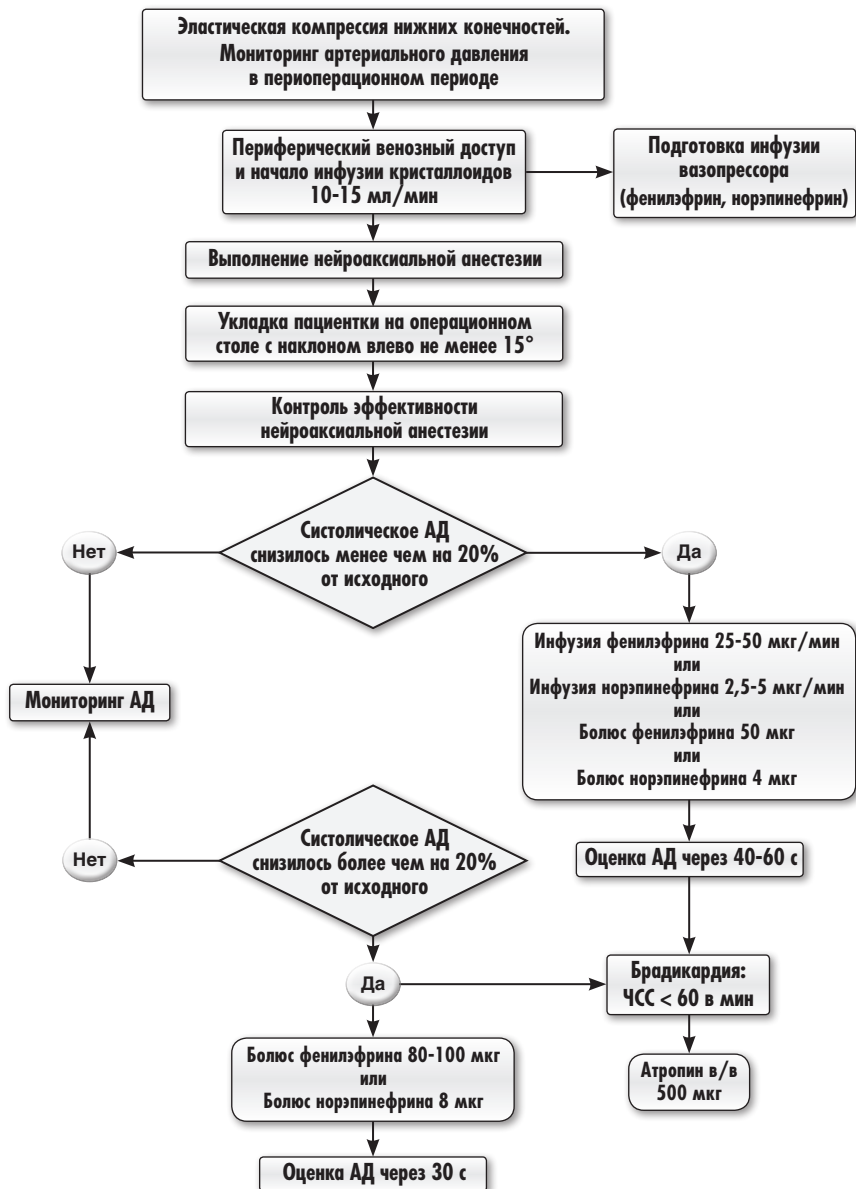 Эластическая компрессия нижних конечностей.
Мониторинг артериального давления
в периоперационном периоде
Периферический венозный доступ
и начало инфузии кристаллоидов
10-15 мл/мин
Подготовка инфузии
вазопрессора
(фенилэфрин, норэпинефрин)
Выполнение нейроаксиальной анестезии
Укладка пациентки на операционном
столе с наклоном влево не менее 15°
Контроль эффективности
нейроаксиальной анестезии
Систолическое АД
снизилось менее чем на 20%
от исходного
Нет
Да
Инфузия фенилэфрина 25-50 мкг/мин
или
Инфузия норэпинефрина 2,5-5 мкг/мин
или
Болюс фенилэфрина 50 мкг
или
Болюс норэпинефрина 4 мкг
Мониторинг АД
Систолическое АД
снизилось более чем на 20%
от исходного
Нет
Оценка АД через 40-60 с
Да
Брадикардия:
ЧСС < 60 в мин
Болюс фенилэфрина 80-100 мкг
или
Болюс норэпинефрина 8 мкг
Атропин в/в
500 мкг
Оценка АД через 30 с